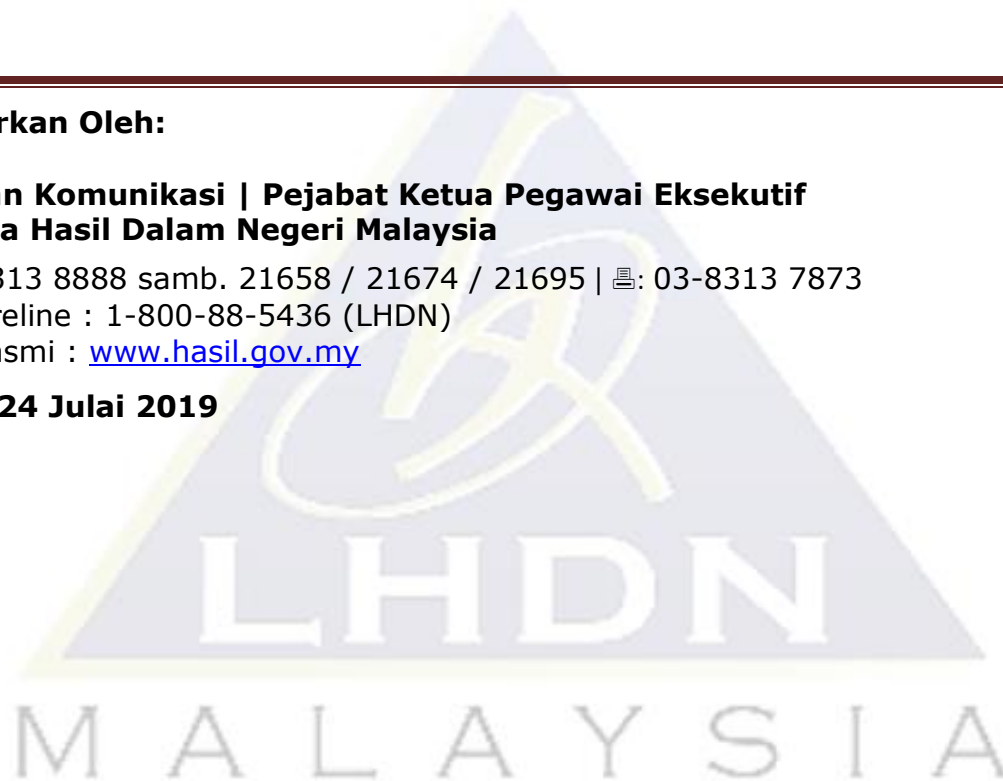 rkan Oleh:
n Komunikasi | Pejabat Ketua Pegawai Eksekutif
a Hasil Dalam Negeri Malaysia
313 8888 samb. 21658 / 21674 / 21695 | 🖷: 03-8313 7873
reline : 1-800-88-5436 (LHDN)
asmi : www.hasil.gov.my
24 Julai 2019
LHDN
MALAYSIA